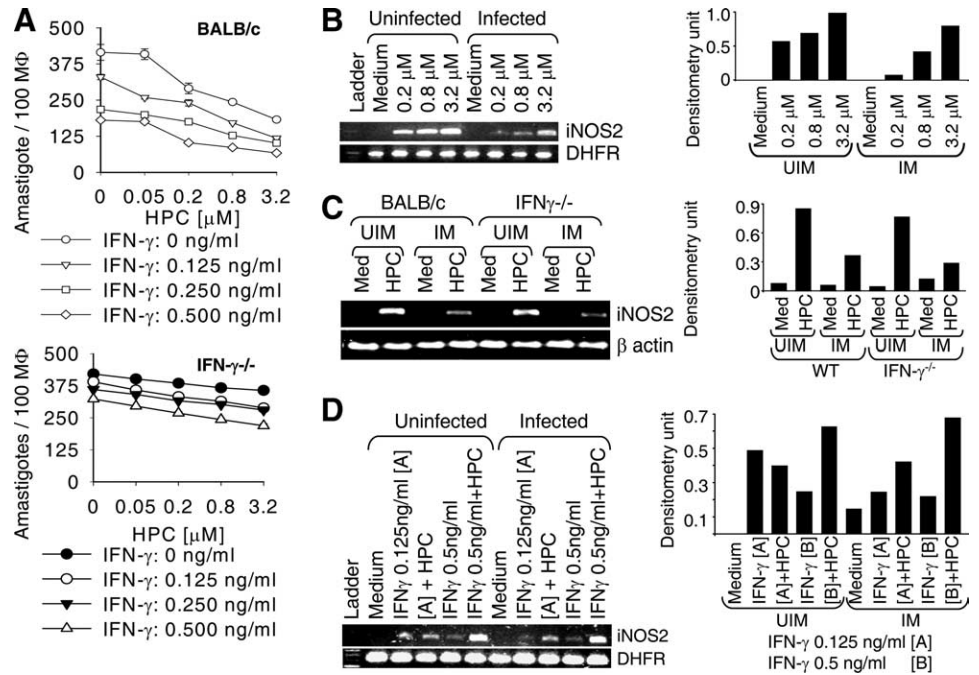 A
BALB/c
Amastigote / 100 MΦ
500
375
250
125
0
0 0.05 0.2 0.8 3.2
HPC [μM]
IFN-γ: 0 ng/ml
IFN-γ: 0.125 ng/ml
IFN-γ: 0.250 ng/ml
IFN-γ: 0.500 ng/ml
IFN-γ-/-
Amastigotes / 100 MΦ
500
375
250
125
0
0 0.05 0.2 0.8 3.2
HPC [μM]
IFN-γ: 0 ng/ml
IFN-γ: 0.125 ng/ml
IFN-γ: 0.250 ng/ml
IFN-γ: 0.500 ng/ml
B
Uninfected Infected
Ladder
Medium
0.2 μM
0.8 μM
3.2 μM
Medium
0.2 μM
0.8 μM
3.2 μM
iNOS2
DHFR
Densitometry unit
1.0
0.5
0
Medium
0.2 μM
0.8 μM
3.2 μM
Medium
0.2 μM
0.8 μM
3.2 μM
UIM IM
C
BALB/c IFNγ-/-
UIM IM UIM IM
Med
HPC
Med
HPC
Med
HPC
Med
HPC
iNOS2
β actin
Densitometry unit
0.9
0.6
0.3
0
Med
HPC
Med
HPC
Med
HPC
Med
HPC
UIM IM UIM IM
WT IFN-γ-/-
D
Uninfected Infected
Ladder
Medium
IFNγ 0.125ng/ml [A]
[A] + HPC
IFNγ 0.5ng/ml
IFNγ 0.5ng/ml+HPC
Medium
IFNγ 0.125ng/ml [A]
[A] + HPC
IFNγ 0.5ng/ml
IFNγ 0.5ng/ml+HPC
iNOS2
DHFR
Densitometry unit
0.7
0.5
0.3
0.1
Medium
IFN-γ [A]
[A]+HPC
IFN-γ [B]
[B]+HPC
Medium
IFN-γ [A]
[A]+HPC
IFN-γ [B]
[B]+HPC
UIM IM
IFN-γ 0.125 ng/ml [A]
IFN-γ 0.5 ng/ml [B]